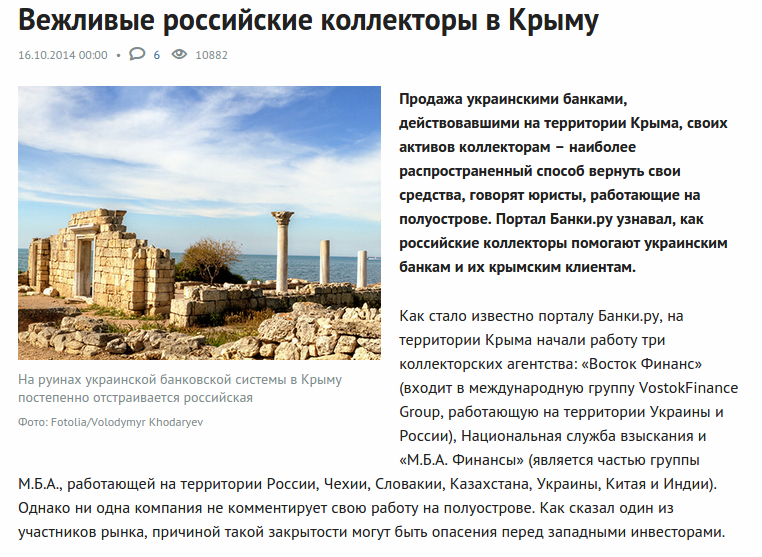 Вежливые российские коллекторы в Крыму
16.10.2014 00:00 • 6 10882
Продажа украинскими банками,
действовавшими на территории Крыма, своих
активов коллекторам – наиболее
распространенный способ вернуть свои
средства, говорят юристы, работающие на
полуострове. Портал Банки.ру узнавал, как
российские коллекторы помогают украинским
банкам и их крымским клиентам.
На руинах украинской банковской системы в Крыму
постепенно отстраивается российская
Фото: Fotolia/Volodymyr Khodaryev
Как стало известно порталу Банки.ру, на
территории Крыма начали работу три
коллекторских агентства: «Восток Финанс»
(входит в международную группу VostokFinance
Group, работающую на территории Украины и
России), Национальная служба взыскания и
«М.Б.А. Финансы» (является частью группы
М.Б.А., работающей на территории России, Чехии, Словакии, Казахстана, Украины, Китая и Индии).
Однако ни одна компания не комментирует свою работу на полуострове. Как сказал один из
участников рынка, причиной такой закрытости могут быть опасения перед западными инвесторами.